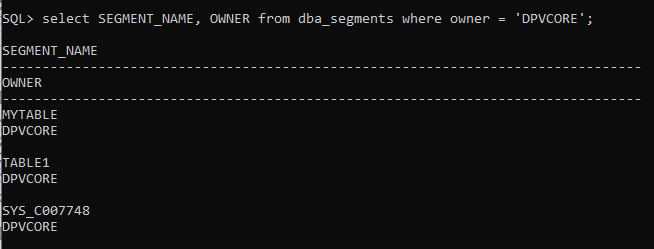 SQL> select SEGMENT_NAME, OWNER from dba_segments where owner = 'DPVCORE';
SEGMENT_NAME
--------------------------------------------------------------------------------
OWNER
--------------------------------------------------------------------------------
MYTABLE
DPVCORE
TABLE1
DPVCORE
SYS_C007748
DPVCORE